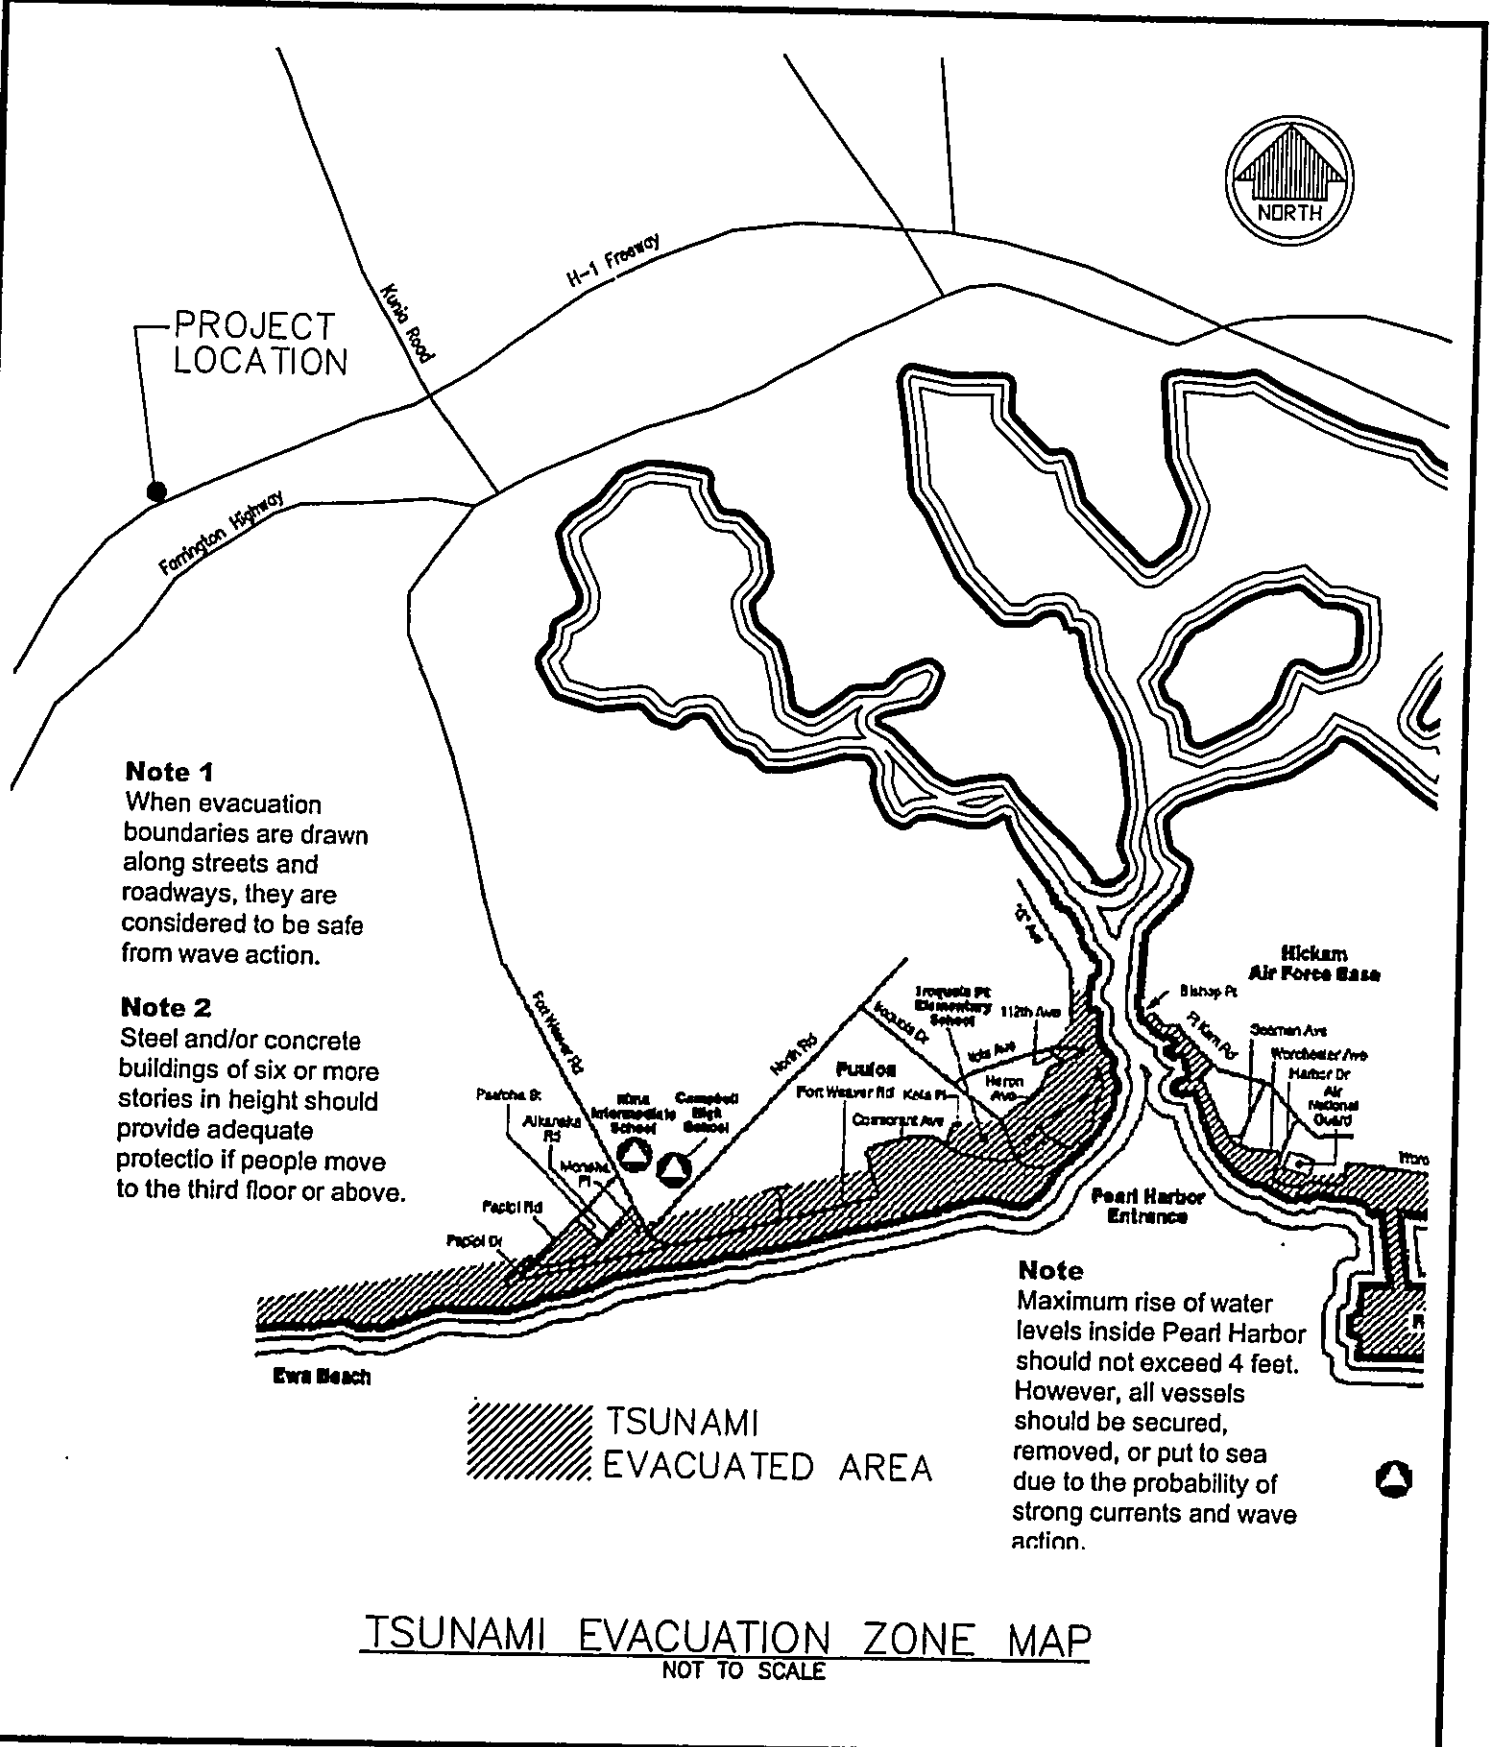 NORTH
H-1 Freeway
Kunia Road
PROJECT
LOCATION
Farrington Highway
Note 1
When evacuation
boundaries are drawn
along streets and
roadways, they are
considered to be safe
from wave action.
Note 2
Steel and/or concrete
buildings of six or more
stories in height should
provide adequate
protectio if people move
to the third floor or above.
Fort Weaver Rd
North Rd
Iroquois Dr
Iroquois Pt
Elementary
School
112th Ave
"G" Ave
Hickam
Air Force Base
Bishop Pt
Ft Kam Rd
Seaman Ave
Worchester Ave
Harbor Dr
Air
National
Guard
Puuloa
Fort Weaver Rd
Kela Pl
Heron
Ave
Cormorant Ave
Ilima
Intermediate
School
Campbell
High
School
Papipi Rd
Papipi Dr
Pearl Harbor
Entrance
Ewa Beach
Note
Maximum rise of water
levels inside Pearl Harbor
should not exceed 4 feet.
However, all vessels
should be secured,
removed, or put to sea
due to the probability of
strong currents and wave
action.
TSUNAMI
EVACUATED AREA
TSUNAMI EVACUATION ZONE MAP
NOT TO SCALE